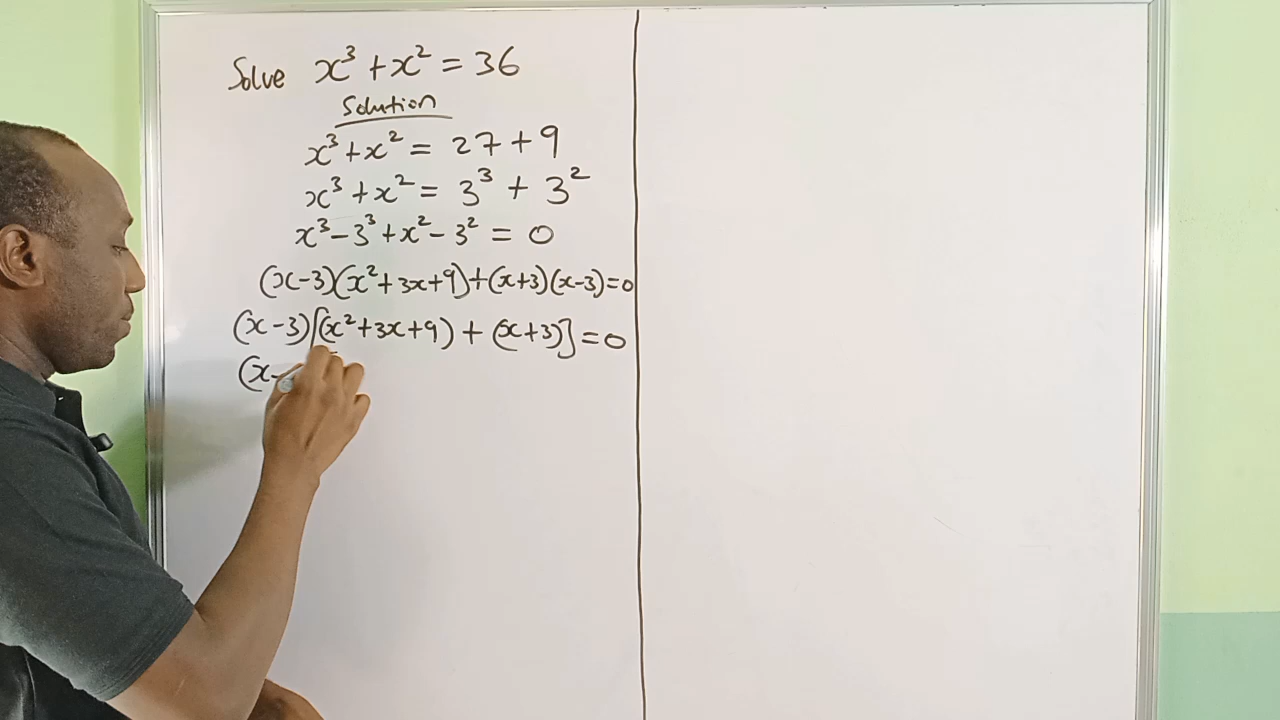 Solve x³ + x² = 36
Solution
x³ + x² = 27 + 9
x³ + x² = 3³ + 3²
x³ - 3³ + x² - 3² = 0
(x-3)(x² + 3x + 9) + (x+3)(x-3) = 0
(x-3)[(x² + 3x + 9) + (x+3)] = 0
(x-